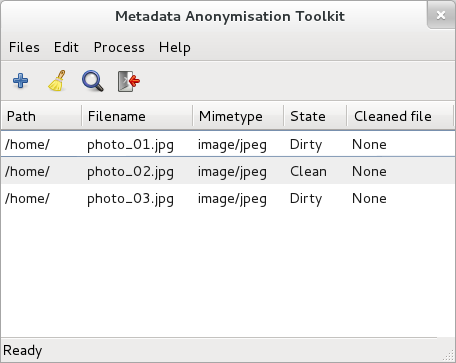 Metadata Anonymisation Toolkit
Files Edit Process Help
Path Filename Mimetype State Cleaned file
/home/ photo_01.jpg image/jpeg Dirty None
/home/ photo_02.jpg image/jpeg Clean None
/home/ photo_03.jpg image/jpeg Dirty None
Ready